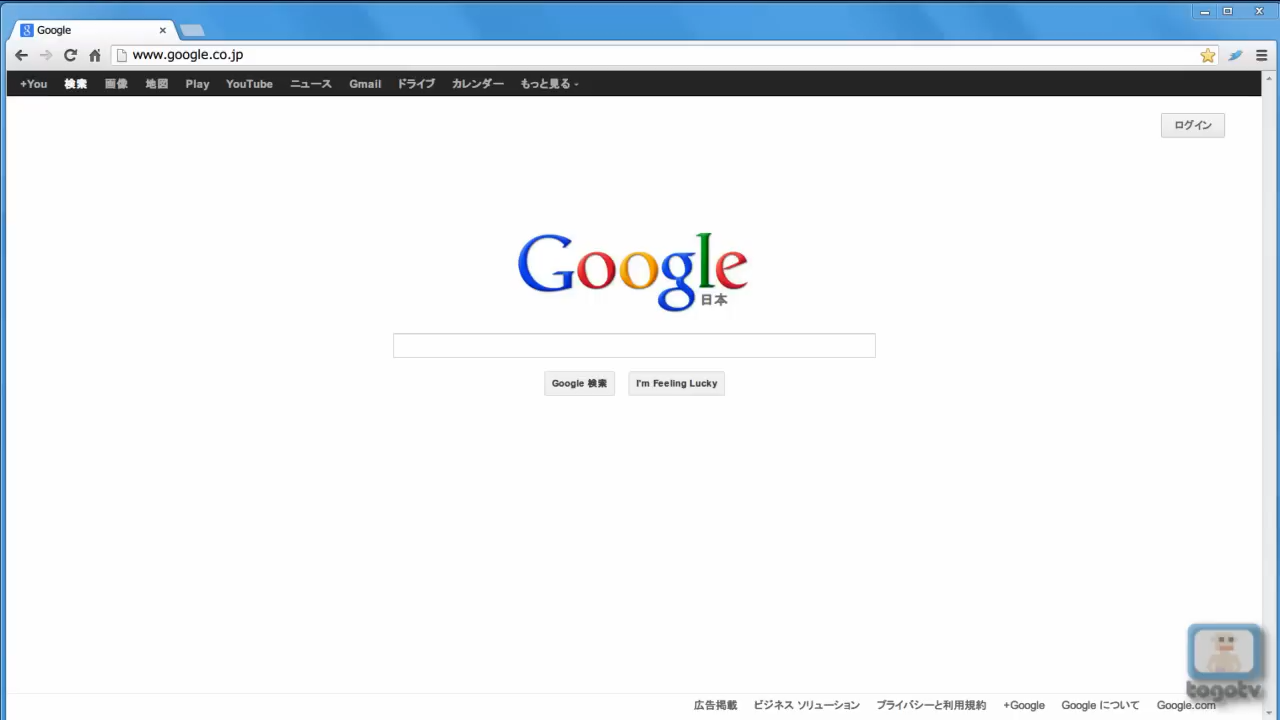 Google
www.google.co.jp
+You 検索 画像 地図 Play YouTube ニュース Gmail ドライブ カレンダー もっと見る
ログイン
Google
日本
Google 検索 I'm Feeling Lucky
togotv
広告掲載 ビジネス ソリューション プライバシーと利用規約 +Google Google について Google.com